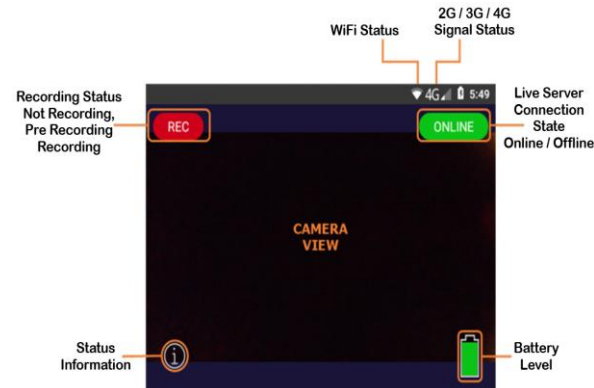 2G / 3G / 4G
Signal Status
WiFi Status
4G 5:49
Recording Status
Not Recording,
Pre Recording
Recording
REC
ONLINE
Live Server
Connection
State
Online / Offline
CAMERA
VIEW
Status
Information
i
Battery
Level